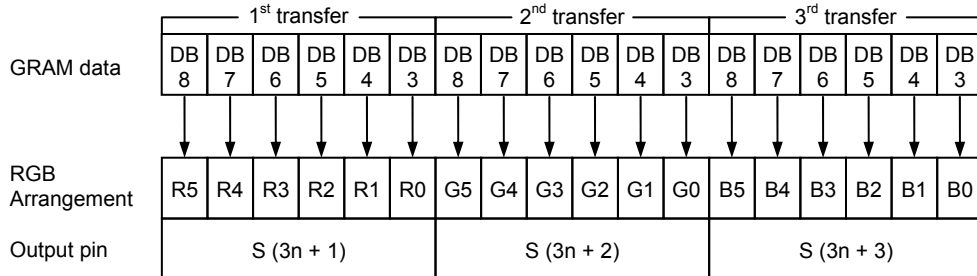 1st transfer 2nd transfer 3rd transfer
GRAM data DB 8 DB 7 DB 6 DB 5 DB 4 DB 3 DB 8 DB 7 DB 6 DB 5 DB 4 DB 3 DB 8 DB 7 DB 6 DB 5 DB 4 DB 3
RGB Arrangement R5 R4 R3 R2 R1 R0 G5 G4 G3 G2 G1 G0 B5 B4 B3 B2 B1 B0
Output pin S (3n + 1) S (3n + 2) S (3n + 3)